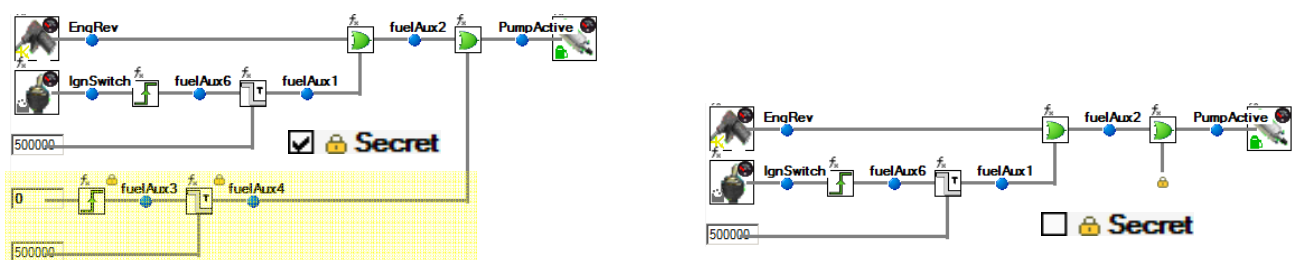 EngRev fuelAux2 PumpActive
IgnSwitch fuelAux6 T fuelAux1
500000
Secret
0 fuelAux3 T fuelAux4
500000
EngRev fuelAux2 PumpActive
IgnSwitch fuelAux6 T fuelAux1
500000
Secret